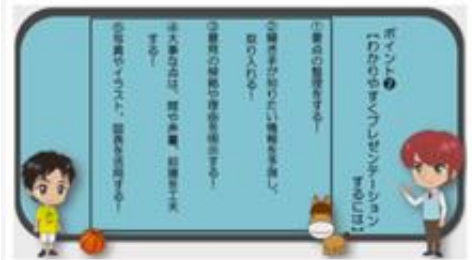 ポイント❷
【わかりやすくプレゼンテーション
するには】
①要点の整理をする！
②聞き手が知りたい情報を予測し、
取り入れる！
③意見の根拠や理由を明示する！
④大事な点は、間や声量、抑揚を工夫
する！
⑤写真やイラスト、図表を活用する！